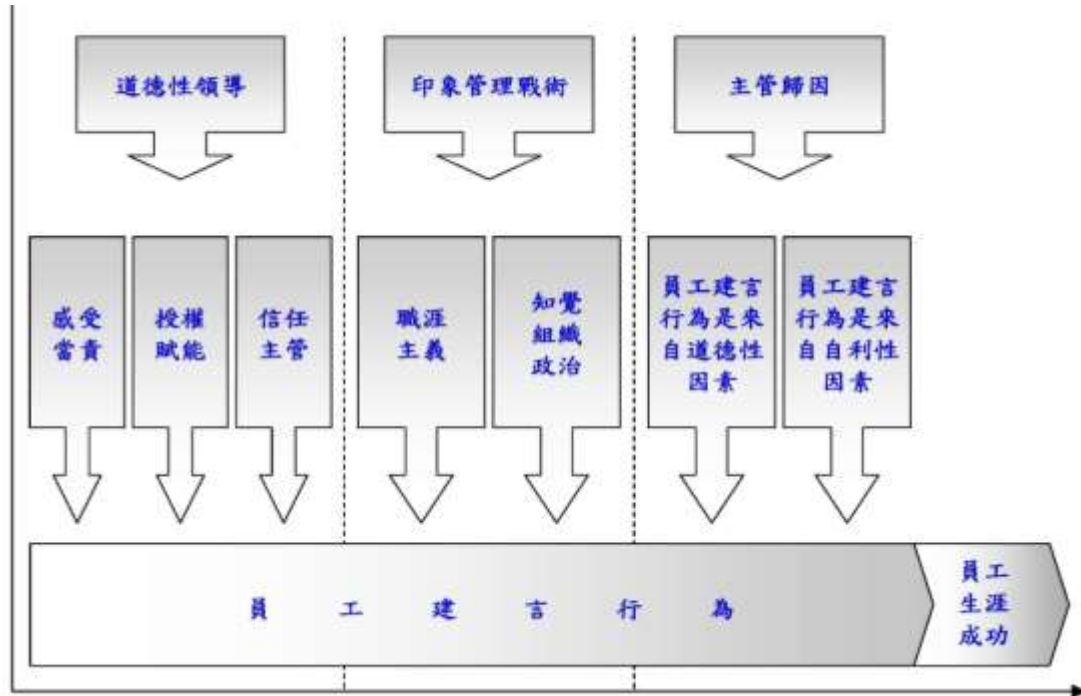 道德性領導
印象管理戰術
主管歸因
感受
當責
授權
賦能
信任
主管
職涯
主義
知覺
組織
政治
員工建言
行為是來
自道德性
因素
員工建言
行為是來
自自利性
因素
員工建言行為
員工
生涯
成功